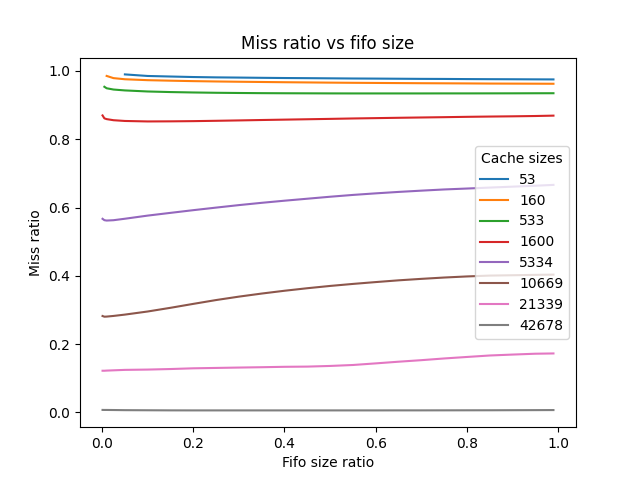 Miss ratio vs fifo size
1.0
0.8
0.6
0.4
0.2
0.0
Miss ratio
Cache sizes
53
160
533
1600
5334
10669
21339
42678
0.0 0.2 0.4 0.6 0.8 1.0
Fifo size ratio